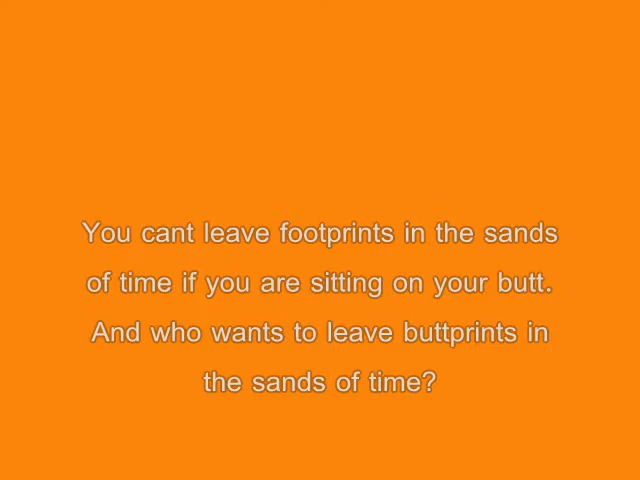 You cant leave footprints in the sands
of time if you are sitting on your butt.
And who wants to leave buttprints in
the sands of time?